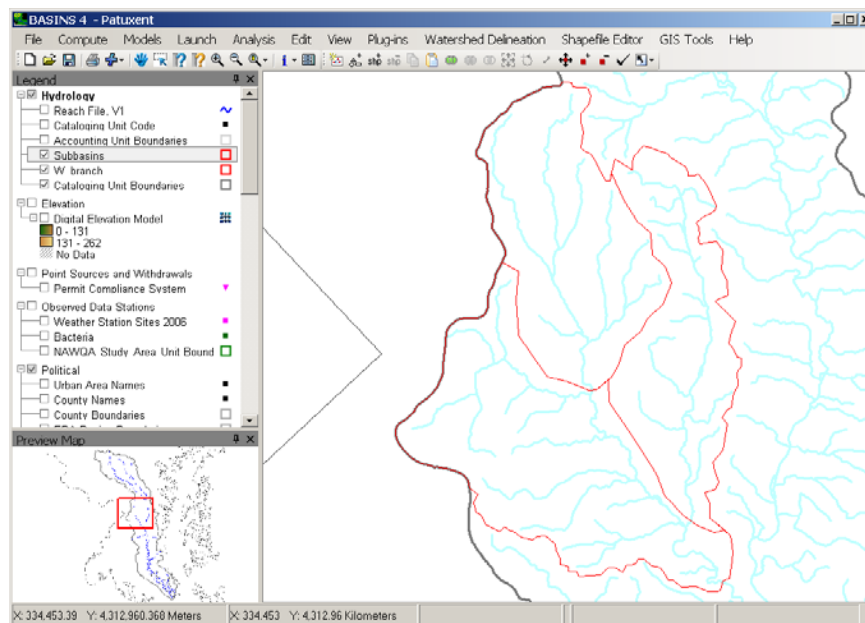 BASINS 4 - Patuxent
File Compute Models Launch Analysis Edit View Plug-ins Watershed Delineation Shapefile Editor GIS Tools Help
Legend
Hydrology
Reach File, V1
Cataloging Unit Code
Accounting Unit Boundaries
Subbasins
W_branch
Cataloging Unit Boundaries
Elevation
Digital Elevation Model
0 - 131
131 - 262
No Data
Point Sources and Withdrawals
Permit Compliance System
Observed Data Stations
Weather Station Sites 2006
Bacteria
NAWQA Study Area Unit Bound
Political
Urban Area Names
County Names
County Boundaries
Preview Map
X: 334,453.39 Y: 4,312,960.368 Meters X: 334.453 Y: 4,312.96 Kilometers